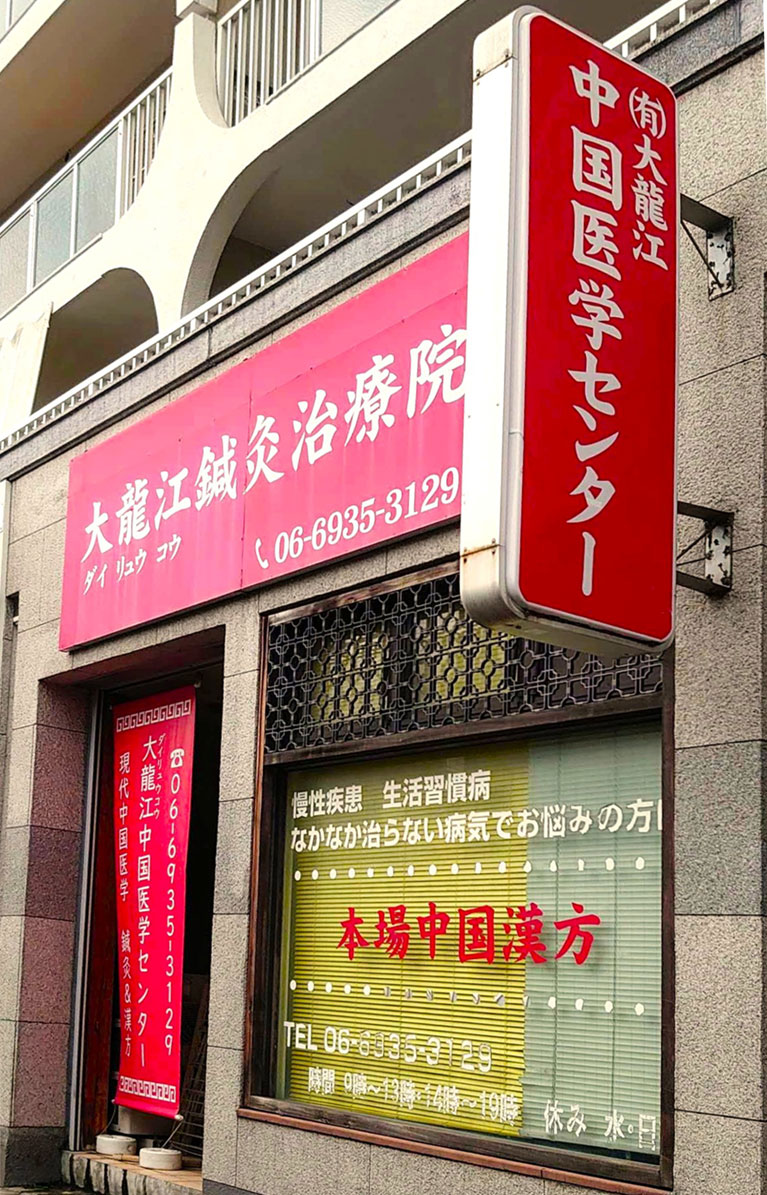 ㈲大龍江
中国医学センター
大龍江鍼灸治療院
ダイ リュウ コウ
06-6935-3129
☎06-6935-3129
ダイリュウコウ
大龍江中国医学センター
現代中国医学 鍼灸&漢方
慢性疾患 生活習慣病
なかなか治らない病気でお悩みの方
本場中国漢方
TEL 06-6935-3129
時間 9時～13時・14時～19時
休み 水・日